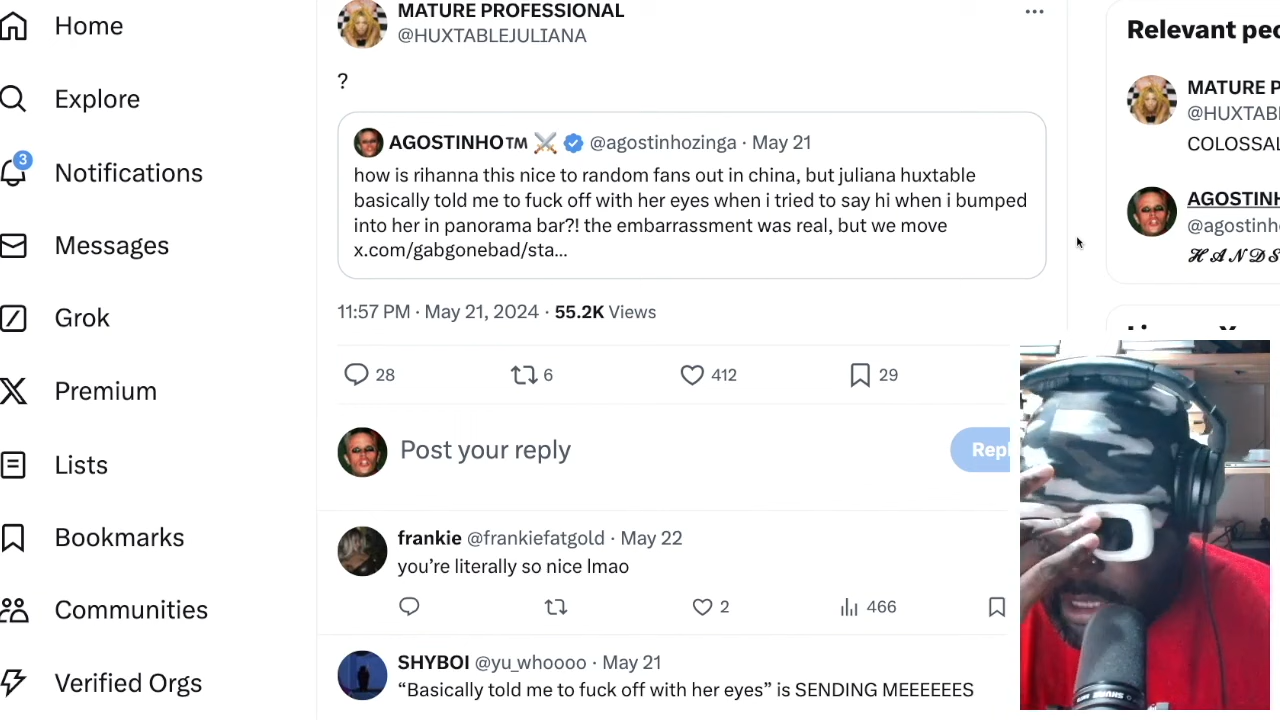 Home
Explore
3
Notifications
Messages
Grok
Premium
Lists
Bookmarks
Communities
Verified Orgs
MATURE PROFESSIONAL
@HUXTABLEJULIANA
?
AGOSTINHO™ ⚔️ @agostinhozinga · May 21
how is rihanna this nice to random fans out in china, but juliana huxtable
basically told me to fuck off with her eyes when i tried to say hi when i bumped
into her in panorama bar?! the embarrassment was real, but we move
x.com/gabgonebad/sta...
11:57 PM · May 21, 2024 · 55.2K Views
28 6 412 29
Post your reply
Repl
frankie @frankiefatgold · May 22
you’re literally so nice lmao
2 466
SHYBOI @yu_whoooo · May 21
“Basically told me to fuck off with her eyes” is SENDING MEEEEEES
Relevant peo
MATURE P
@HUXTABL
COLOSSAL
AGOSTINH
@agostinh
𝓗𝓐𝓝𝓓𝓢
SHURE